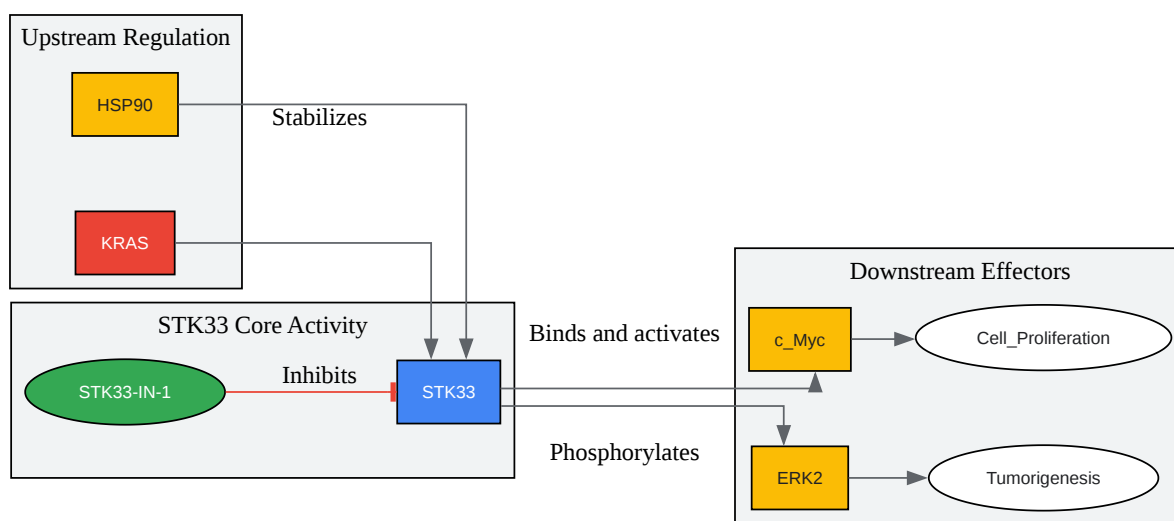 Upstream Regulation
HSP90
Stabilizes
KRAS
STK33 Core Activity
STK33-IN-1
Inhibits
STK33
Binds and activates
Phosphorylates
Downstream Effectors
c_Myc
Cell_Proliferation
ERK2
Tumorigenesis